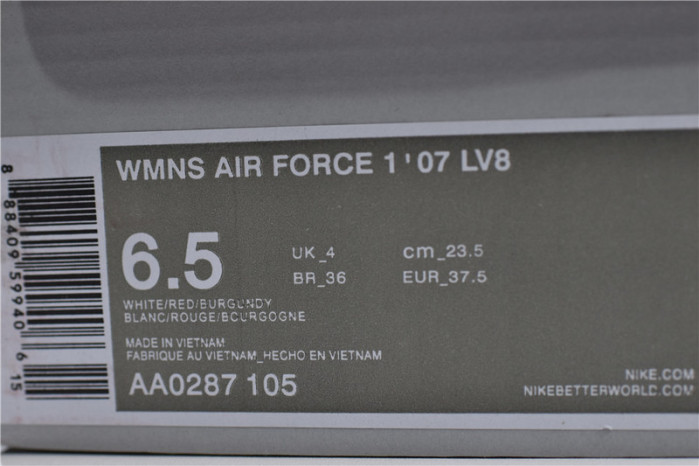 WMNS AIR FORCE 1'07 LV8
6.5
UK_4 cm_23.5
BR_36 EUR_37.5
WHITE/RED/BURGUNDY
BLANC/ROUGE/BOURGOGNE
MADE IN VIETNAM
FABRIQUE AU VIETNAM_HECHO EN VIETNAM
AA0287 105
NIKE.COM
NIKEBETTERWORLD.COM
8 88409 59940 6 15